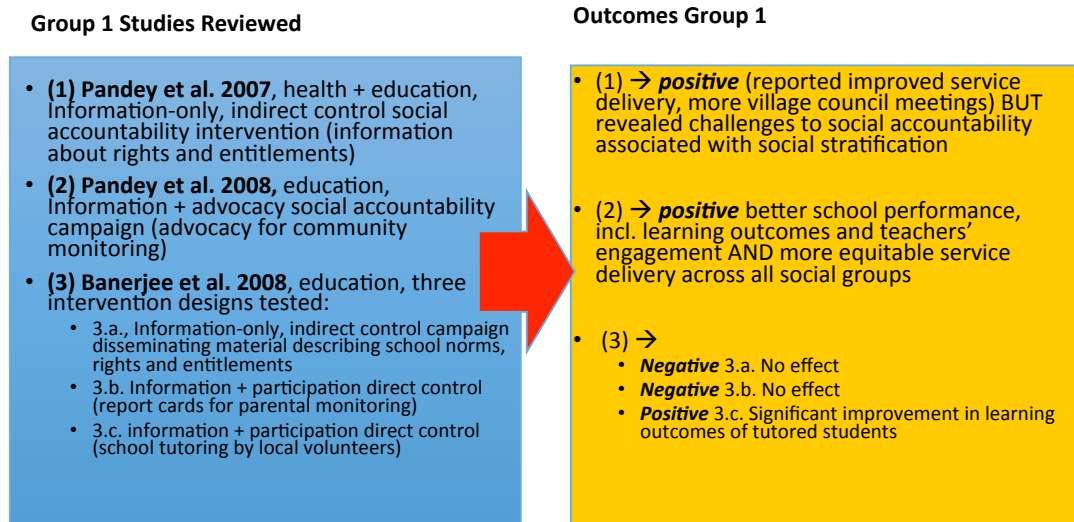 Group 1 Studies Reviewed
• (1) Pandey et al. 2007, health + education,
Information-only, indirect control social
accountability intervention (information
about rights and entitlements)
• (2) Pandey et al. 2008, education,
Information + advocacy social accountability
campaign (advocacy for community
monitoring)
• (3) Banerjee et al. 2008, education, three
intervention designs tested:
• 3.a., Information-only, indirect control campaign
disseminating material describing school norms,
rights and entitlements
• 3.b. Information + participation direct control
(report cards for parental monitoring)
• 3.c. information + participation direct control
(school tutoring by local volunteers)
Outcomes Group 1
• (1) → positive (reported improved service
delivery, more village council meetings) BUT
revealed challenges to social accountability
associated with social stratification
• (2) → positive better school performance,
incl. learning outcomes and teachers’
engagement AND more equitable service
delivery across all social groups
• (3) →
• Negative 3.a. No effect
• Negative 3.b. No effect
• Positive 3.c. Significant improvement in learning
outcomes of tutored students